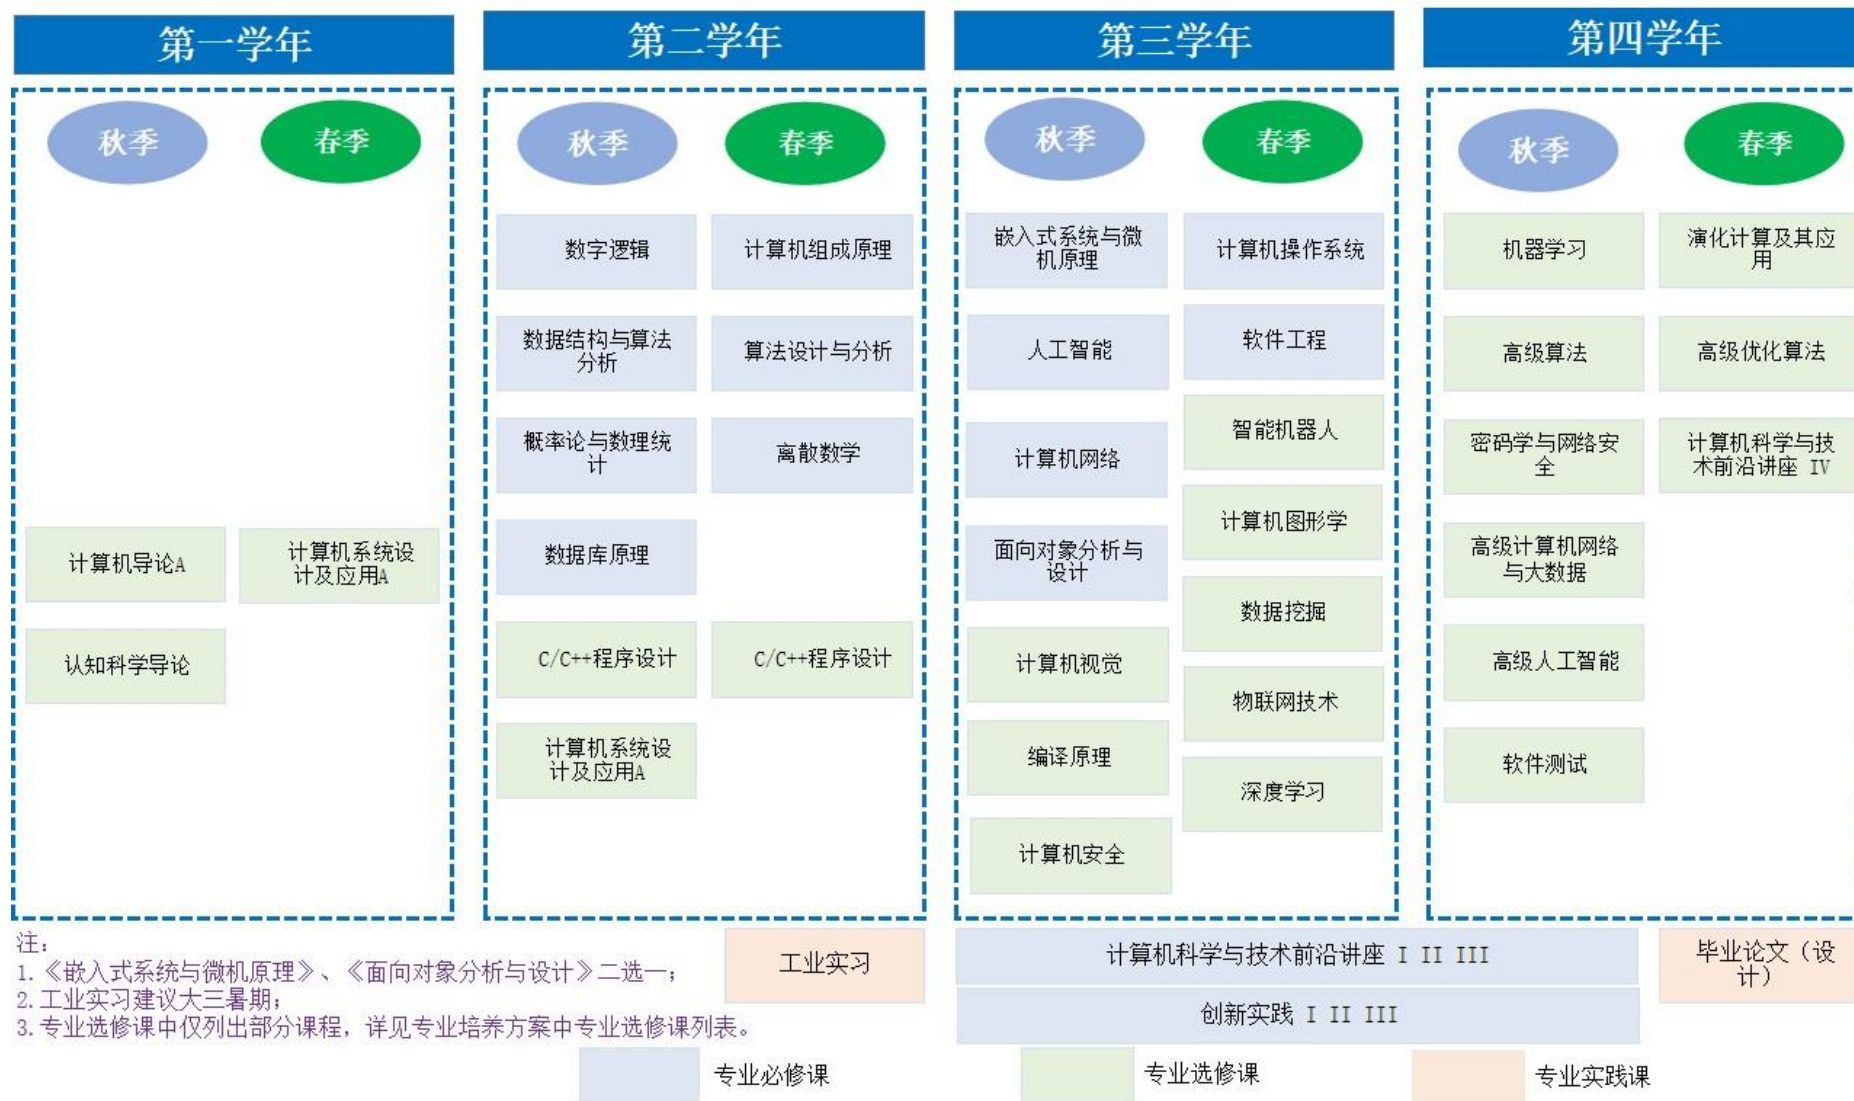 第一学年
秋季
春季
计算机导论A
认知科学导论
计算机系统设
计及应用A
第二学年
秋季
春季
数字逻辑
数据结构与算法
分析
概率论与数理统
计
数据库原理
C/C++程序设计
计算机系统设
计及应用A
计算机组成原理
算法设计与分析
离散数学
C/C++程序设计
第三学年
秋季
春季
嵌入式系统与微
机原理
人工智能
计算机网络
面向对象分析与
设计
计算机视觉
编译原理
计算机安全
计算机操作系统
软件工程
智能机器人
计算机图形学
数据挖掘
物联网技术
深度学习
第四学年
秋季
春季
机器学习
高级算法
密码学与网络安
全
高级计算机网络
与大数据
高级人工智能
软件测试
演化计算及其应
用
高级优化算法
计算机科学与技
术前沿讲座 IV
注：
1.《嵌入式系统与微机原理》、《面向对象分析与设计》二选一；
2.工业实习建议大三暑期；
3.专业选修课中仅列出部分课程，详见专业培养方案中专业选修课列表。
工业实习
计算机科学与技术前沿讲座 I II III
创新实践 I II III
毕业论文（设
计）
专业必修课
专业选修课
专业实践课